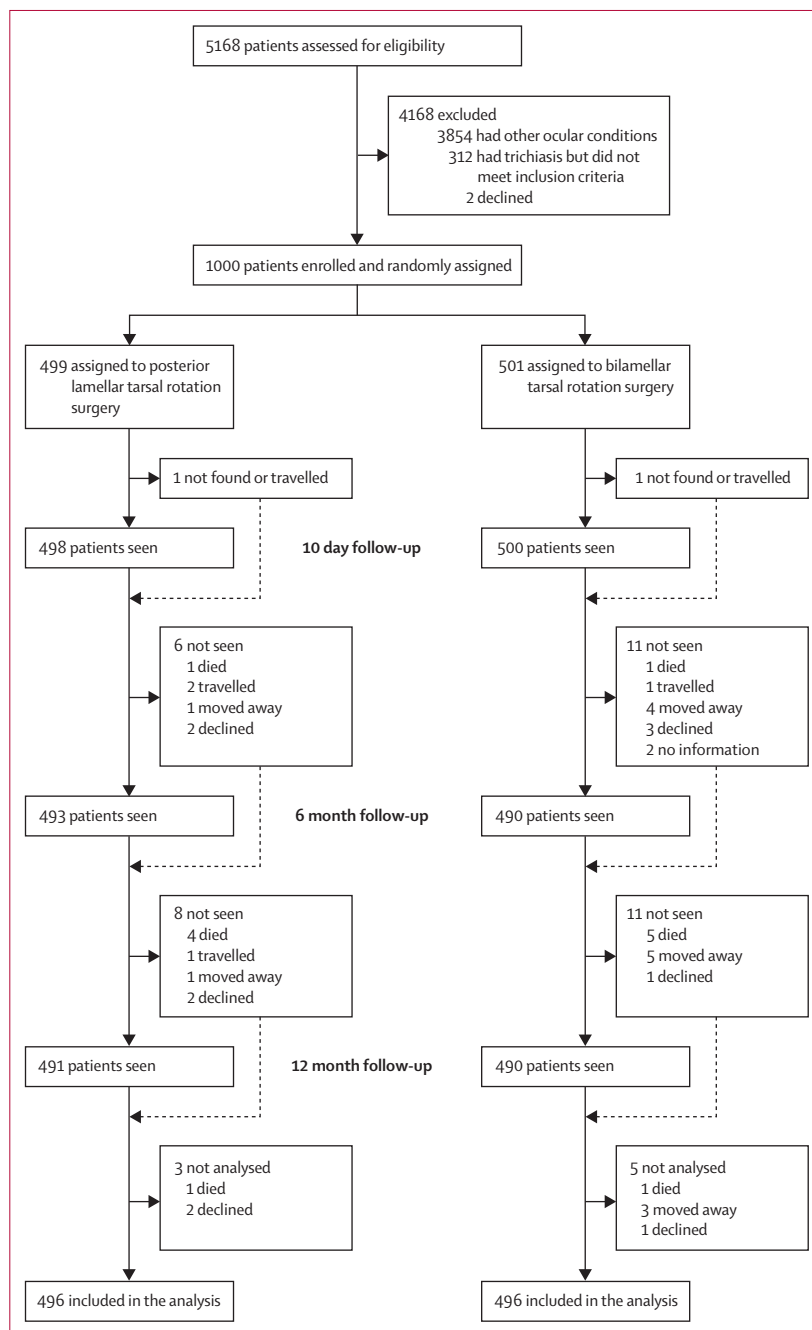 5168 patients assessed for eligibility
4168 excluded
3854 had other ocular conditions
312 had trichiasis but did not
meet inclusion criteria
2 declined
1000 patients enrolled and randomly assigned
499 assigned to posterior
lamellar tarsal rotation
surgery
501 assigned to bilamellar
tarsal rotation surgery
1 not found or travelled
1 not found or travelled
498 patients seen
10 day follow-up
500 patients seen
6 not seen
1 died
2 travelled
1 moved away
2 declined
11 not seen
1 died
1 travelled
4 moved away
3 declined
2 no information
493 patients seen
6 month follow-up
490 patients seen
8 not seen
4 died
1 travelled
1 moved away
2 declined
11 not seen
5 died
5 moved away
1 declined
491 patients seen
12 month follow-up
490 patients seen
3 not analysed
1 died
2 declined
5 not analysed
1 died
3 moved away
1 declined
496 included in the analysis
496 included in the analysis